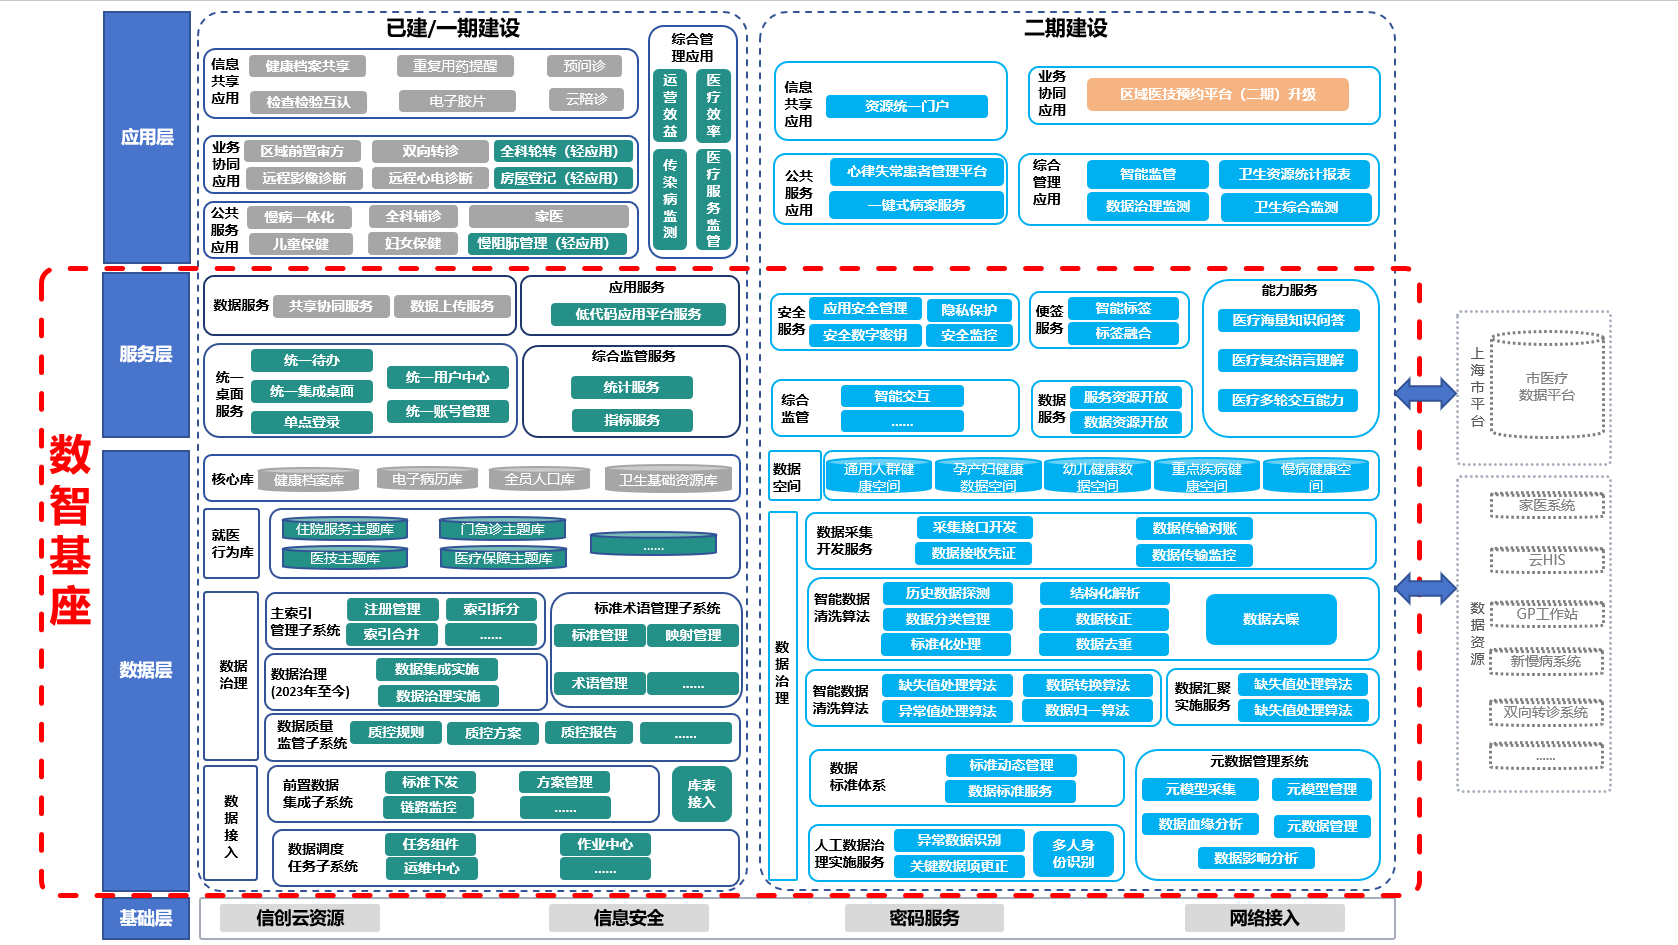 已建/一期建设
二期建设
应用层
信息
共享
应用
健康档案共享
重复用药提醒
预问诊
检查检验互认
电子胶片
云陪诊
业务
协同
应用
区域前置审方
双向转诊
全科轮转（轻应用）
远程影像诊断
远程心电诊断
房屋登记（轻应用）
公共
服务
应用
慢病一体化
全科辅诊
家医
儿童保健
妇女保健
慢阻肺管理（轻应用）
综合管
理应用
运营效益
医疗效率
传染病监测
医疗服务监管
信息
共享
应用
资源统一门户
业务
协同
应用
区域医技预约平台（二期）升级
公共
服务
应用
心律失常患者管理平台
一键式病案服务
综合
管理
应用
智能监管
卫生资源统计报表
数据治理监测
卫生综合监测
数智基座
服务层
数据服务
共享协同服务
数据上传服务
应用服务
低代码应用平台服务
统一
桌面
服务
统一待办
统一集成桌面
单点登录
统一用户中心
统一账号管理
综合监管服务
统计服务
指标服务
安全
服务
应用安全管理
隐私保护
安全数字密钥
安全监控
便签
服务
智能标签
标签融合
能力服务
医疗海量知识问答
医疗复杂语言理解
医疗多轮交互能力
综合
监管
智能交互
......
数据
服务
服务资源开放
数据资源开放
数据层
核心库
健康档案库
电子病历库
全员人口库
卫生基础资源库
就医
行为库
住院服务主题库
门急诊主题库
医技主题库
医疗保障主题库
......
数据
治理
主索引
管理子系统
注册管理
索引拆分
索引合并
......
标准术语管理子系统
标准管理
映射管理
术语管理
......
数据治理
(2023年至今)
数据集成实施
数据治理实施
数据质量
监管子系统
质控规则
质控方案
质控报告
......
数据接入
前置数据
集成子系统
标准下发
方案管理
链路监控
......
库表
接入
数据调度
任务子系统
任务组件
作业中心
运维中心
......
数据
空间
通用人群健
康空间
孕产妇健康
数据空间
幼儿健康数
据空间
重点疾病健
康空间
慢病健康空
间
数据治理
数据采集
开发服务
采集接口开发
数据传输对账
数据接收凭证
数据传输监控
智能数据
清洗算法
历史数据探测
结构化解析
数据分类管理
数据校正
标准化处理
数据去重
数据去噪
智能数据
清洗算法
缺失值处理算法
数据转换算法
异常值处理算法
数据归一算法
数据汇聚
实施服务
缺失值处理算法
缺失值处理算法
数据
标准体系
标准动态管理
数据标准服务
元数据管理系统
元模型采集
元模型管理
数据血缘分析
元数据管理
数据影响分析
人工数据治
理实施服务
异常数据识别
关键数据项更正
多人身
份识别
上海市平台
市医疗
数据平台
数据资源
家医系统
云HIS
GP工作站
新慢病系统
双向转诊系统
......
基础层
信创云资源
信息安全
密码服务
网络接入